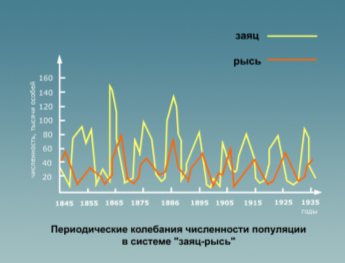 заяц
рысь
численность, тысячи особей
160
140
120
100
80
60
40
20
1845 1855 1865 1875 1886 1895 1905 1915 1925 1935
годы
Периодические колебания численности популяции
в системе "заяц-рысь"